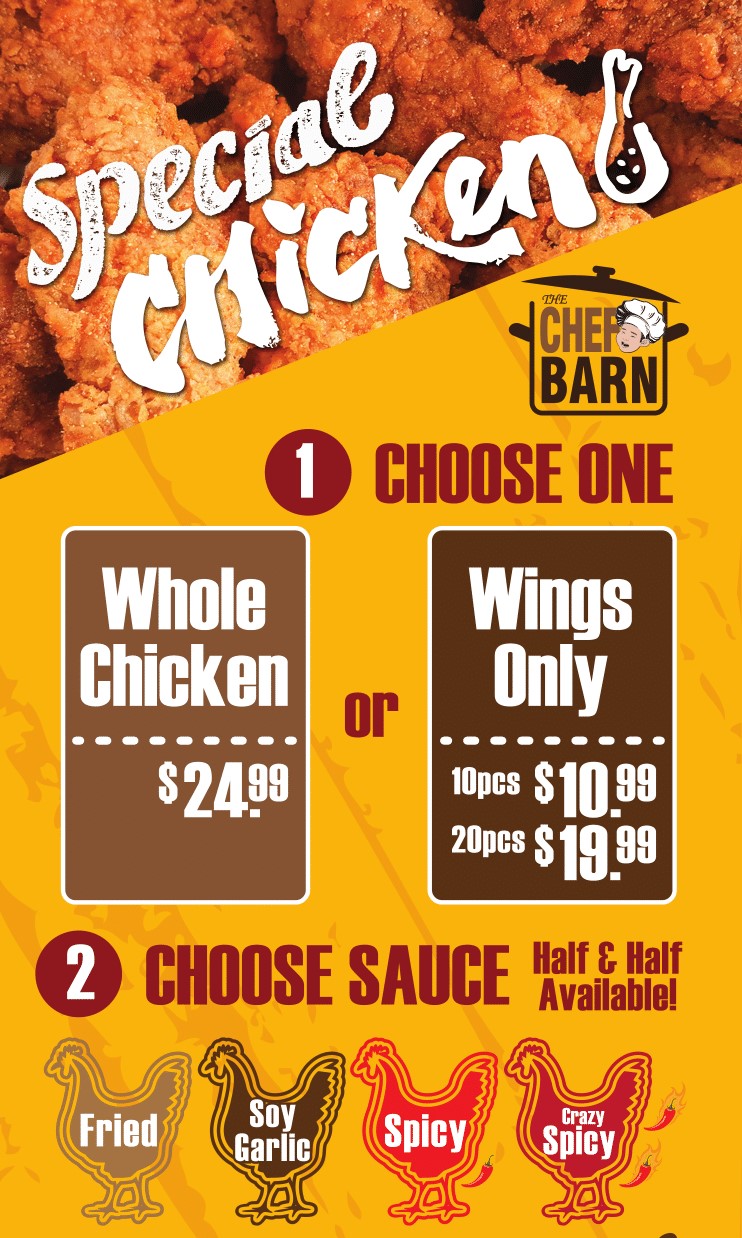 Special
CHicKen
THE
CHEF
BARN
1 CHOOSE ONE
Whole
Chicken
$24.99
or
Wings
Only
10pcs $10.99
20pcs $19.99
2 CHOOSE SAUCE
Half & Half
Available!
Fried
Soy
Garlic
Spicy
Crazy
Spicy